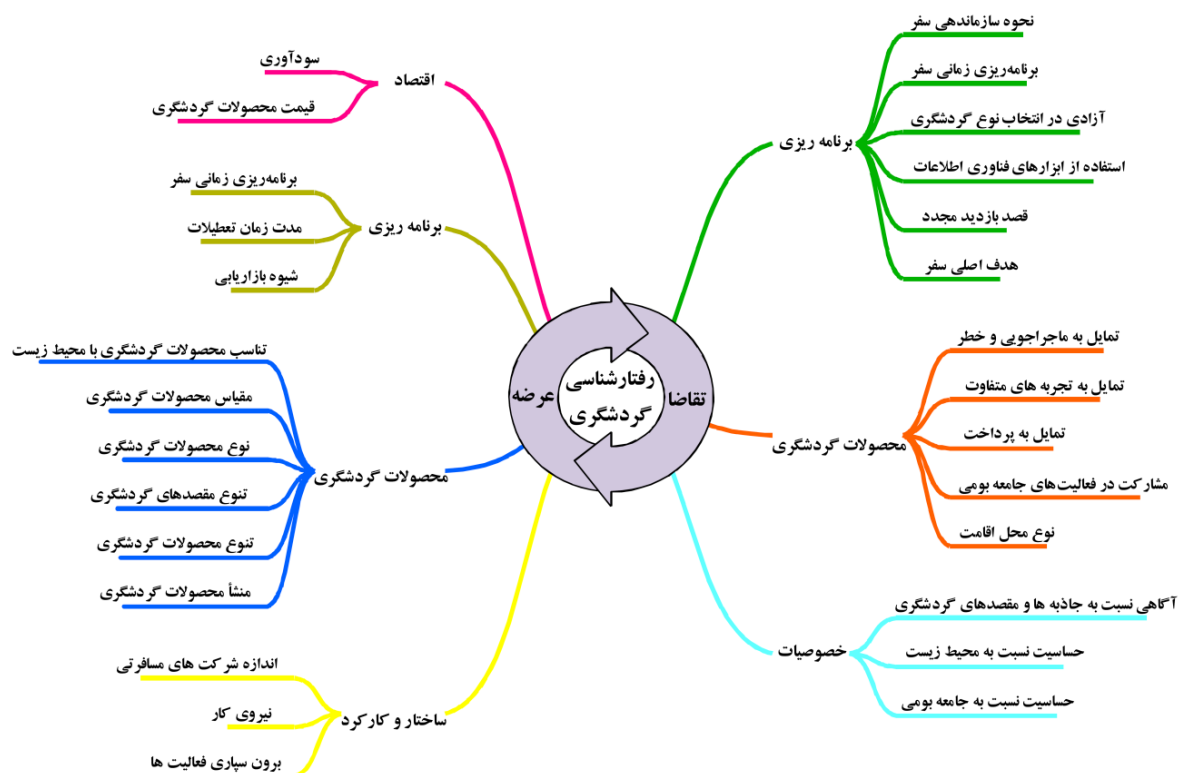 نحوه سازماندهی سفر
برنامه‌ریزی زمانی سفر
آزادی در انتخاب نوع گردشگری
برنامه ریزی
استفاده از ابزارهای فناوری اطلاعات
قصد بازدید مجدد
هدف اصلی سفر
تمایل به ماجراجویی و خطر
تمایل به تجربه های متفاوت
تمایل به پرداخت
محصولات گردشگری
مشارکت در فعالیت‌های جامعه بومی
نوع محل اقامت
آگاهی نسبت به جاذبه ها و مقصدهای گردشگری
خصوصیات
حساسیت نسبت به محیط زیست
حساسیت نسبت به جامعه بومی
تقاضا
رفتارشناسی
گردشگری
عرضه
اقتصاد
سودآوری
قیمت محصولات گردشگری
برنامه ریزی
برنامه‌ریزی زمانی سفر
مدت زمان تعطیلات
شیوه بازاریابی
محصولات گردشگری
تناسب محصولات گردشگری با محیط زیست
مقیاس محصولات گردشگری
نوع محصولات گردشگری
تنوع مقصدهای گردشگری
تنوع محصولات گردشگری
منشأ محصولات گردشگری
ساختار و کارکرد
اندازه شرکت های مسافرتی
نیروی کار
برون سپاری فعالیت ها